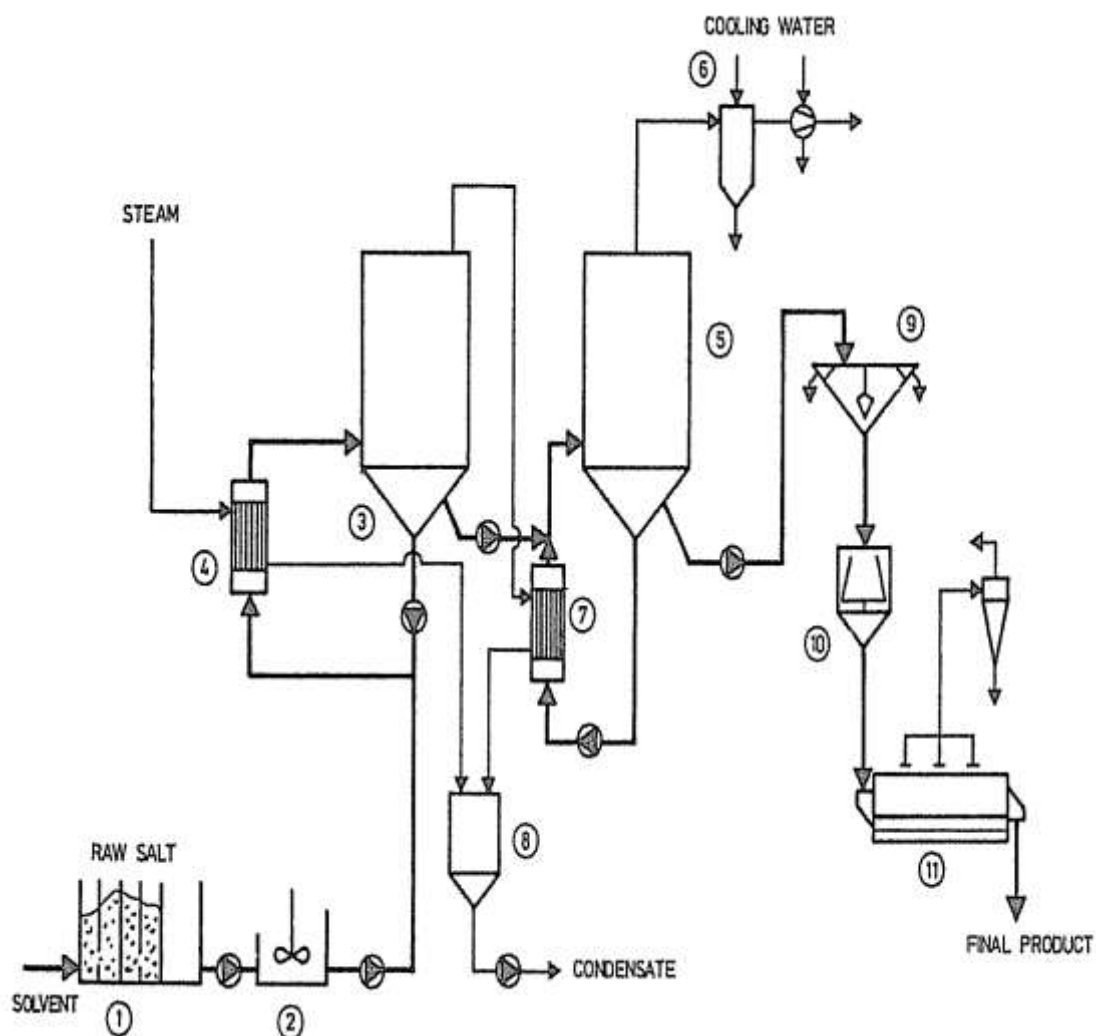 COOLING WATER
6
STEAM
9
5
3
4
7
10
8
RAW SALT
11
CONDENSATE
FINAL PRODUCT
SOLVENT
1
2